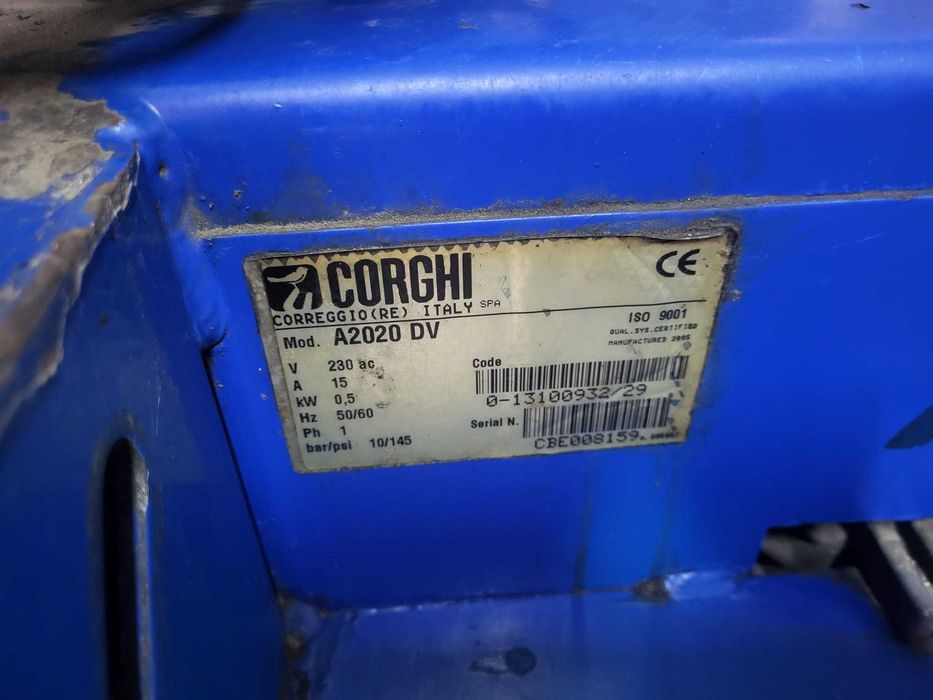 CORGHI SPA
CORREGGIO(RE) ITALY
CE
ISO 9001
QUAL.SYS.CERTIFIED
MANUFACTURED 2005
Mod. A2020 DV
V 230 ac
A 15
kW 0,5
Hz 50/60
Ph 1
bar/psi 10/145
Code
0-13100932/29
Serial N.
CBE008159